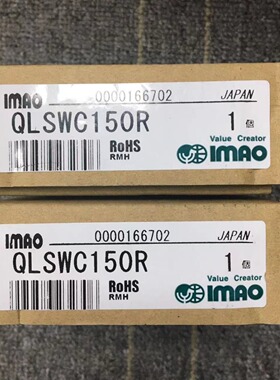 IMAO 0000166702 JAPAN
QLSWC150R 1 個
RoHS Value Creator
RMH IMAO
IMAO 0000166702 JAPAN
QLSWC150R 1 個
RoHS Value Creator
RMH IMAO